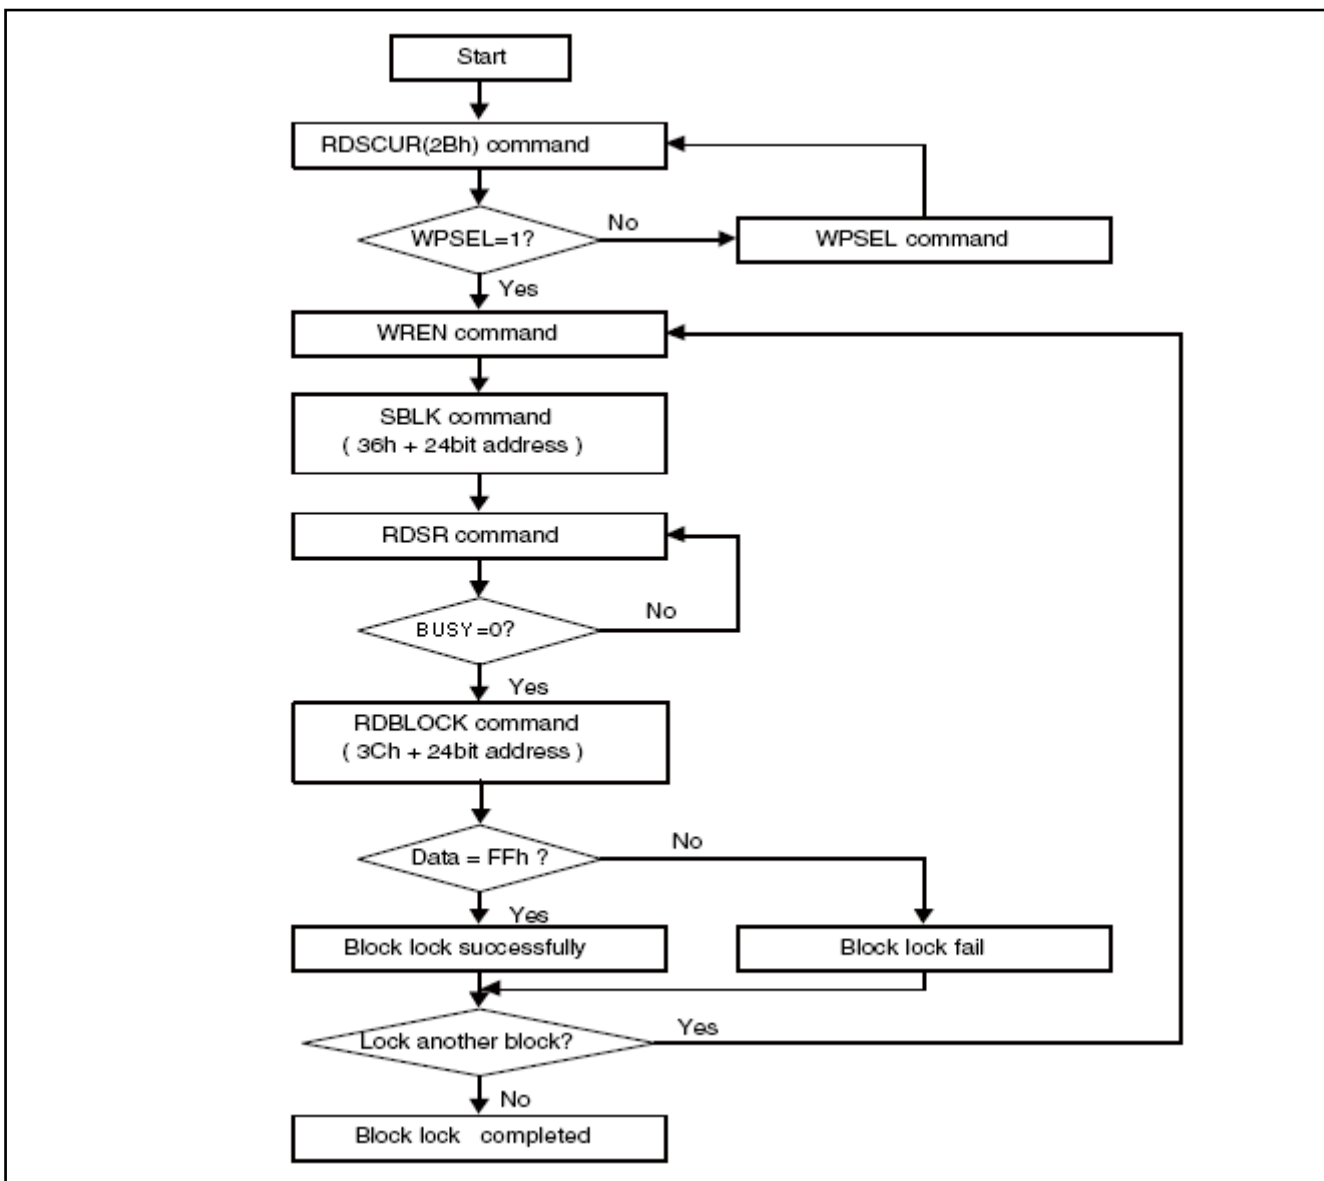 Start
RDSCUR(2Bh) command
WPSEL=1?
No
WPSEL command
Yes
WREN command
SBLK command
( 36h + 24bit address )
RDSR command
BUSY=0?
No
Yes
RDBLOCK command
( 3Ch + 24bit address )
Data = FFh ?
No
Yes
Block lock successfully
Block lock fail
Lock another block?
Yes
No
Block lock completed